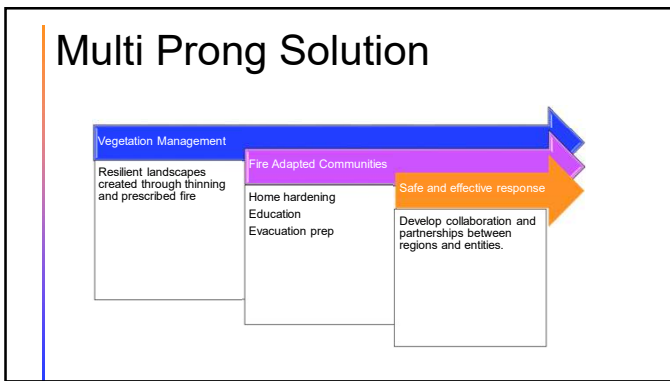 Multi Prong Solution
Vegetation Management
Resilient landscapes
created through thinning
and prescribed fire
Fire Adapted Communities
Home hardening
Education
Evacuation prep
Safe and effective response
Develop collaboration and
partnerships between
regions and entities.